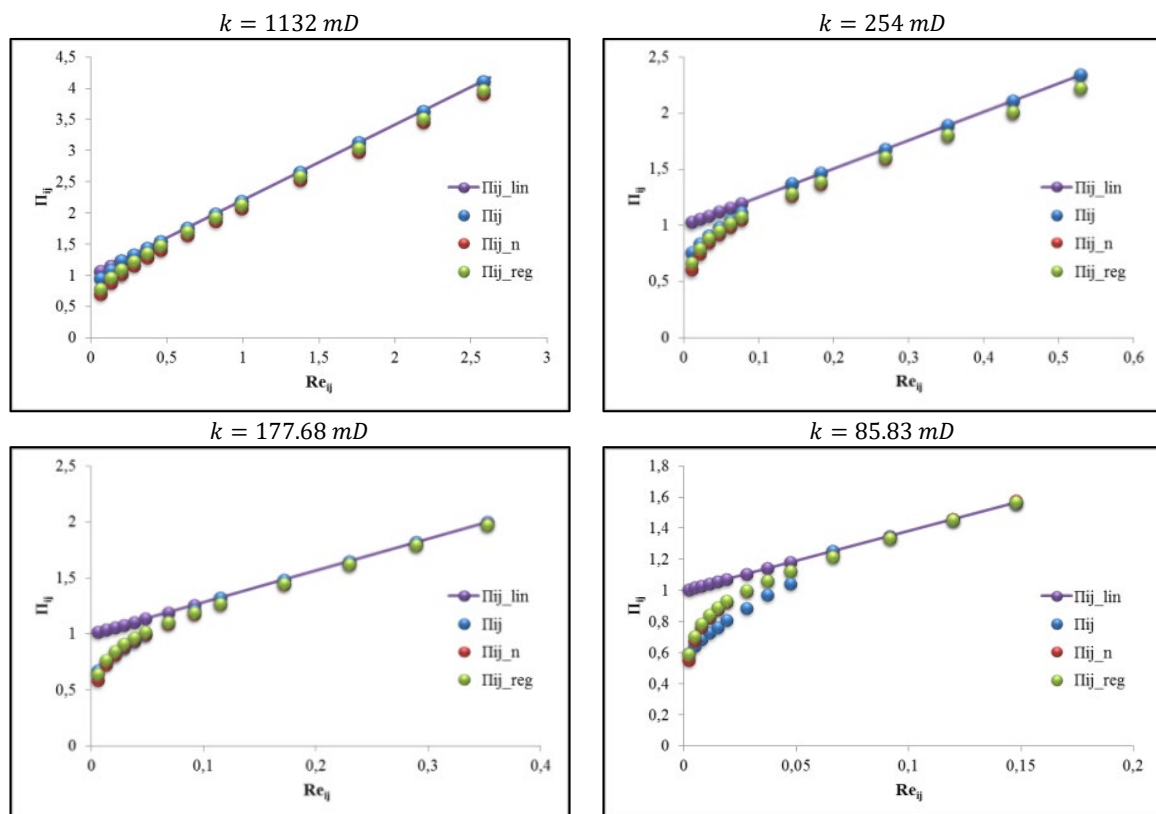 k = 1132 mD
k = 254 mD
4,5
4
3,5
3
2,5
2
1,5
1
0,5
0
Πij
0
0,5
1
1,5
2
2,5
3
Reij
Πij_lin
Πij
Πij_n
Πij_reg
2,5
2
1,5
1
0,5
0
Πij
0
0,1
0,2
0,3
0,4
0,5
0,6
Reij
Πij_lin
Πij
Πij_n
Πij_reg
k = 177.68 mD
k = 85.83 mD
2,5
2
1,5
1
0,5
0
Πij
0
0,1
0,2
0,3
0,4
Reij
Πij_lin
Πij
Πij_n
Πij_reg
1,8
1,6
1,4
1,2
1
0,8
0,6
0,4
0,2
0
Πij
0
0,05
0,1
0,15
0,2
Reij
Πij_lin
Πij
Πij_n
Πij_reg